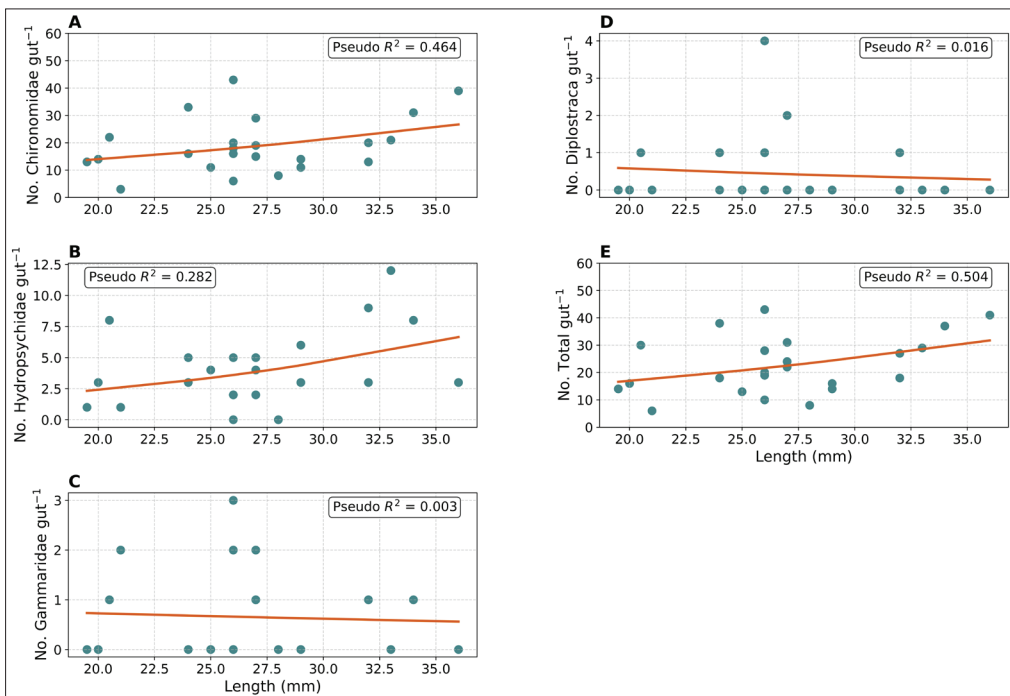 A
No. Chironomidae gut⁻¹
60
50
40
30
20
10
0
Pseudo R² = 0.464
20.0 22.5 25.0 27.5 30.0 32.5 35.0
B
No. Hydropsychidae gut⁻¹
12.5
10.0
7.5
5.0
2.5
0.0
Pseudo R² = 0.282
20.0 22.5 25.0 27.5 30.0 32.5 35.0
C
No. Gammaridae gut⁻¹
3
2
1
0
Pseudo R² = 0.003
20.0 22.5 25.0 27.5 30.0 32.5 35.0
Length (mm)
D
No. Diplostraca gut⁻¹
4
3
2
1
0
Pseudo R² = 0.016
20.0 22.5 25.0 27.5 30.0 32.5 35.0
E
No. Total gut⁻¹
60
50
40
30
20
10
0
Pseudo R² = 0.504
20.0 22.5 25.0 27.5 30.0 32.5 35.0
Length (mm)